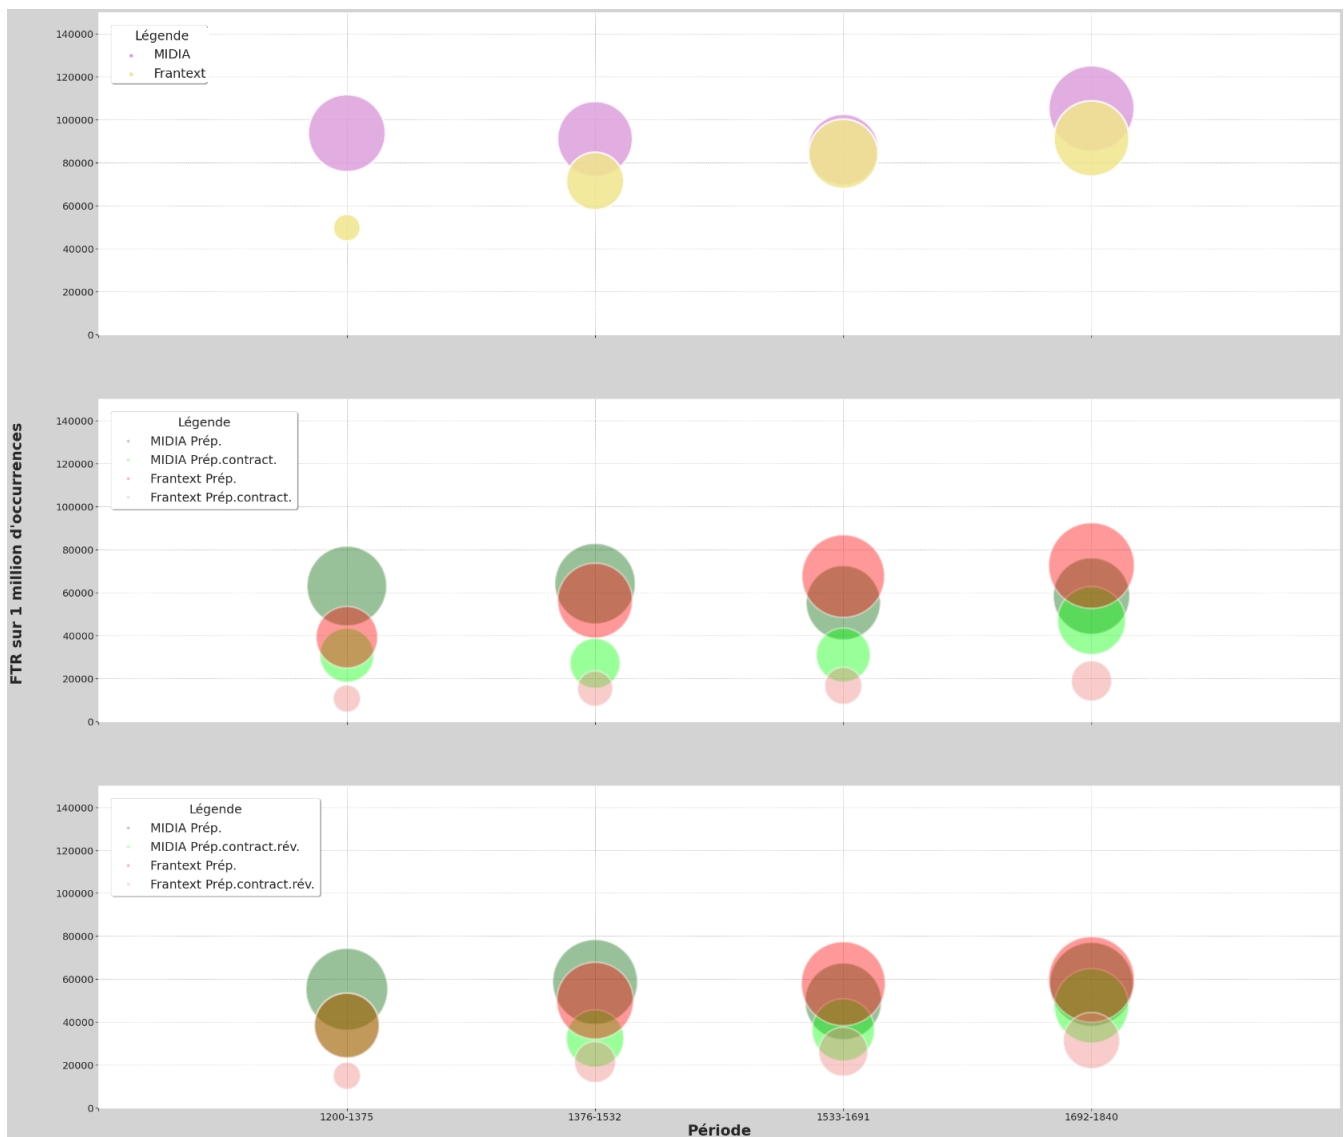 140000
120000
100000
80000
60000
40000
20000
0
Légende
MIDIA
Frantext
FTR sur 1 million d'occurrences
140000
120000
100000
80000
60000
40000
20000
0
Légende
MIDIA Prép.
MIDIA Prép.contract.
Frantext Prép.
Frantext Prép.contract.
140000
120000
100000
80000
60000
40000
20000
0
Légende
MIDIA Prép.
MIDIA Prép.contract.rév.
Frantext Prép.
Frantext Prép.contract.rév.
1200-1375 1376-1532 1533-1691 1692-1840
Période